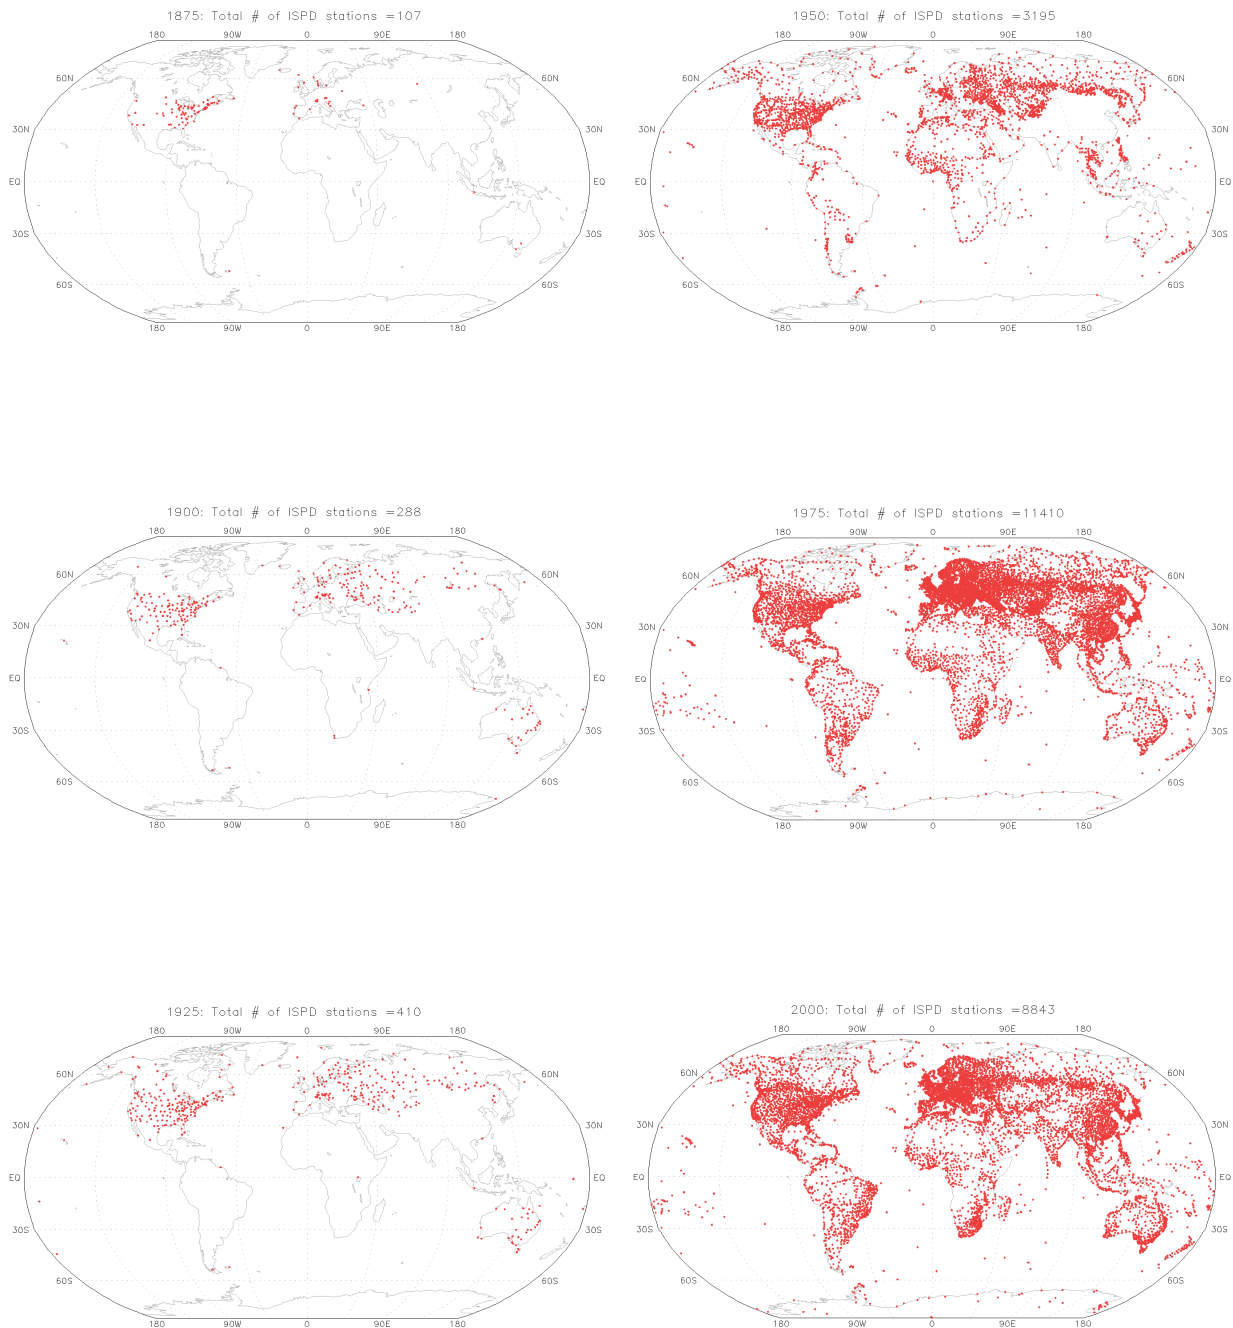 1875: Total # of ISPD stations =107
180 90W 0 90E 180
60N 60N
30N 30N
EQ EQ
30S 30S
60S 60S
180 90W 0 90E 180
1950: Total # of ISPD stations =3195
180 90W 0 90E 180
60N 60N
30N 30N
EQ EQ
30S 30S
60S 60S
180 90W 0 90E 180
1900: Total # of ISPD stations =288
180 90W 0 90E 180
60N 60N
30N 30N
EQ EQ
30S 30S
60S 60S
180 90W 0 90E 180
1975: Total # of ISPD stations =11410
180 90W 0 90E 180
60N 60N
30N 30N
EQ EQ
30S 30S
60S 60S
180 90W 0 90E 180
1925: Total # of ISPD stations =410
180 90W 0 90E 180
60N 60N
30N 30N
EQ EQ
30S 30S
60S 60S
180 90W 0 90E 180
2000: Total # of ISPD stations =8843
180 90W 0 90E 180
60N 60N
30N 30N
EQ EQ
30S 30S
60S 60S
180 90W 0 90E 180